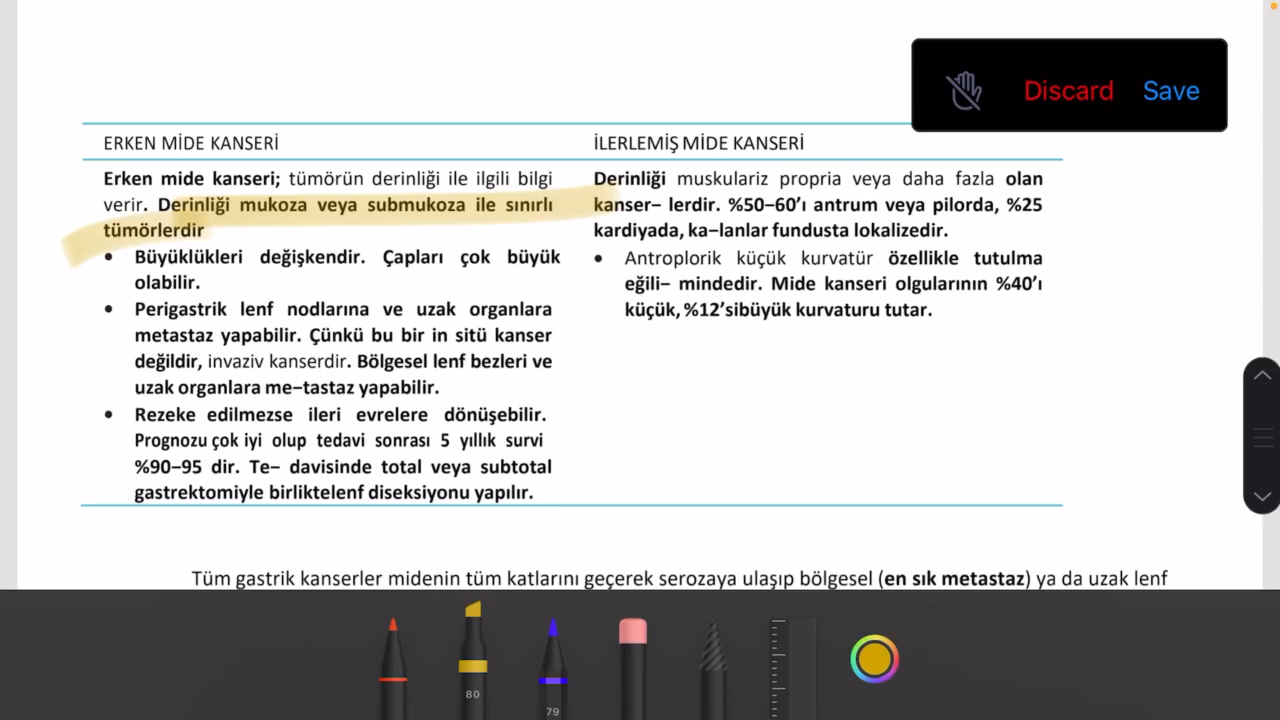 Discard Save
ERKEN MİDE KANSERİ
Erken mide kanseri; tümörün derinliği ile ilgili bilgi
verir. Derinliği mukoza veya submukoza ile sınırlı
tümörlerdir
• Büyüklükleri değişkendir. Çapları çok büyük
olabilir.
• Perigastrik lenf nodlarına ve uzak organlara
metastaz yapabilir. Çünkü bu bir in sitü kanser
değildir, invaziv kanserdir. Bölgesel lenf bezleri ve
uzak organlara me–tastaz yapabilir.
• Rezeke edilmezse ileri evrelere dönüşebilir.
Prognozu çok iyi olup tedavi sonrası 5 yıllık survi
%90–95 dir. Te– davisinde total veya subtotal
gastrektomiyle birliktelenf diseksiyonu yapılır.
İLERLEMİŞ MİDE KANSERİ
Derinliği muskulariz propria veya daha fazla olan
kanser– lerdir. %50–60’ı antrum veya pilorda, %25
kardiyada, ka–lanlar fundusta lokalizedir.
• Antroplorik küçük kurvatür özellikle tutulma
eğili– mindedir. Mide kanseri olgularının %40’ı
küçük, %12’sibüyük kurvaturu tutar.
Tüm gastrik kanserler midenin tüm katlarını geçerek serozaya ulaşıp bölgesel (en sık metastaz) ya da uzak lenf
80
79